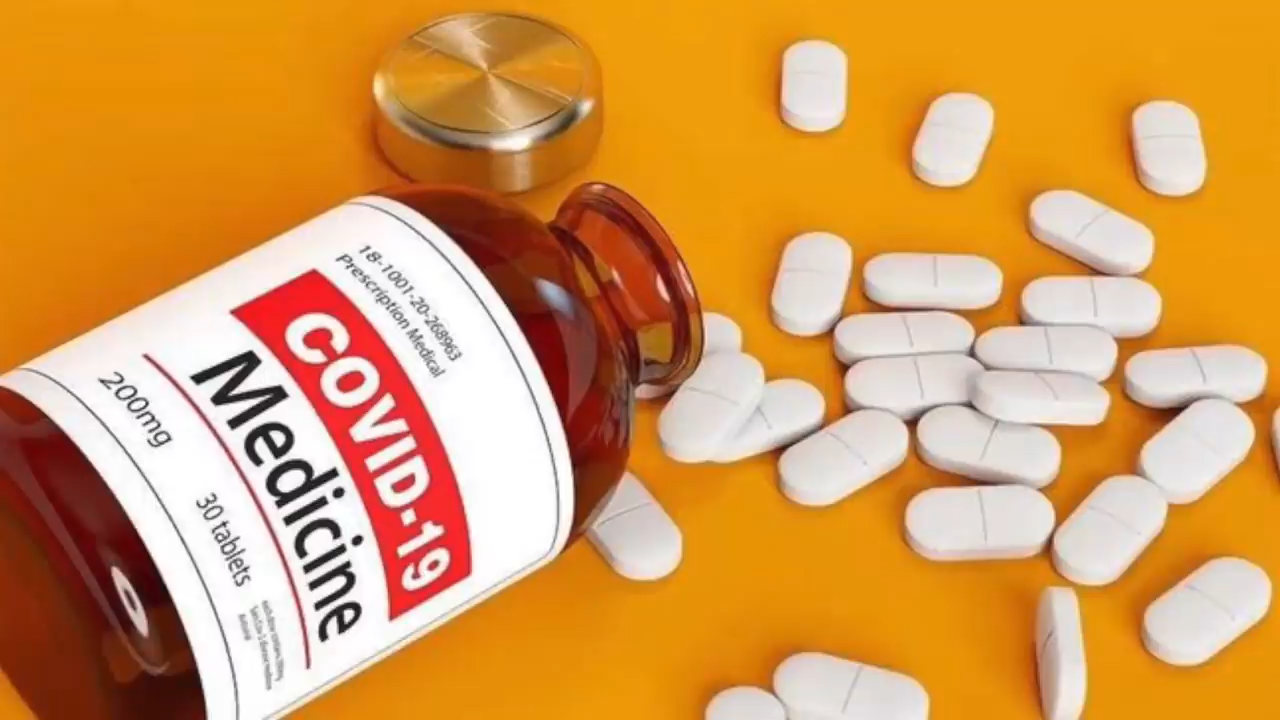 18-1001-20-268963
Prescription Medical
COVID-19
Medicine
200mg
30 tablets